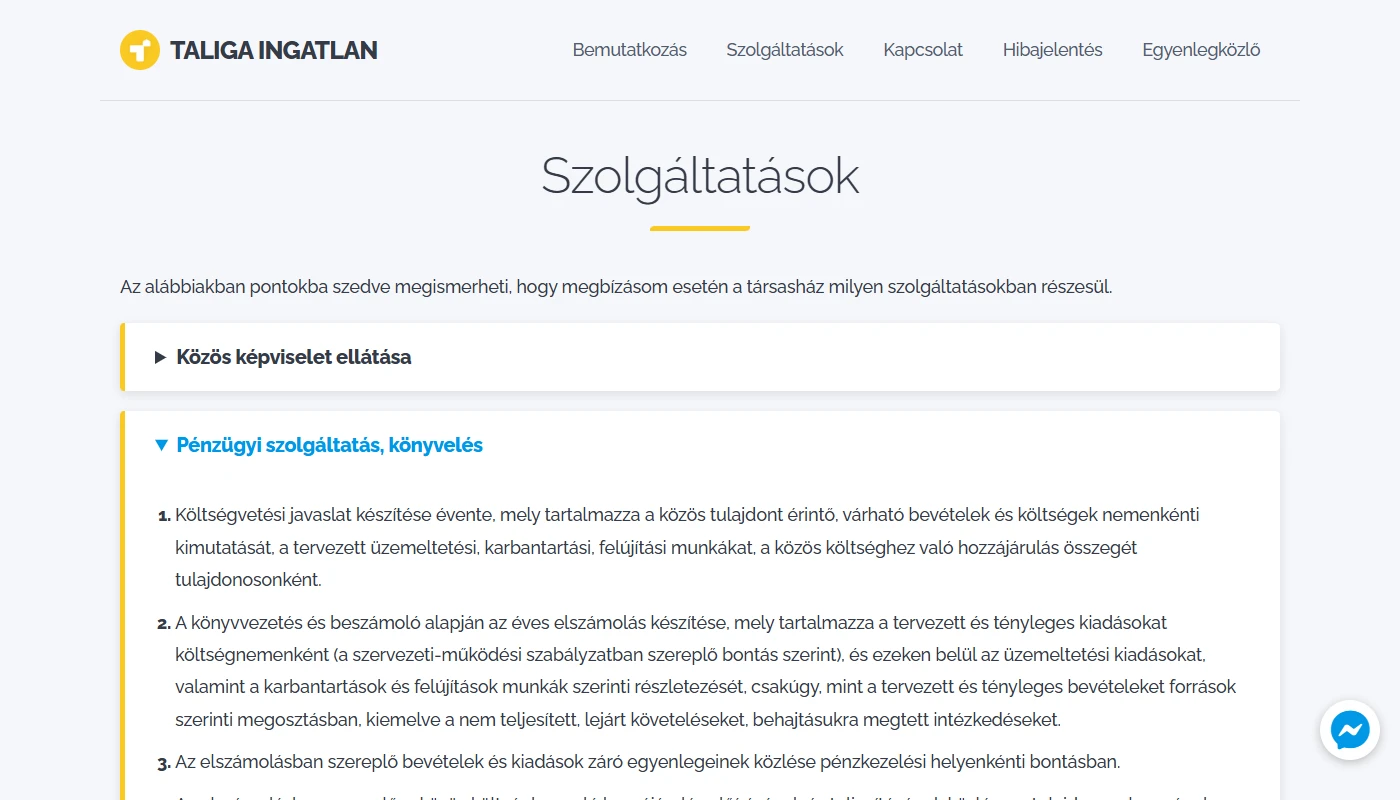 TALIGA INGATLAN
Bemutatkozás Szolgáltatások Kapcsolat Hibajelentés Egyenlegközlő
Szolgáltatások
Az alábbiakban pontokba szedve megismerheti, hogy megbízásom esetén a társasház milyen szolgáltatásokban részesül.
Közös képviselet ellátása
Pénzügyi szolgáltatás, könyvelés
1. Költségvetési javaslat készítése évente, mely tartalmazza a közös tulajdont érintő, várható bevételek és költségek nemenkénti
kimutatását, a tervezett üzemeltetési, karbantartási, felújítási munkákat, a közös költséghez való hozzájárulás összegét
tulajdonosonként.
2. A könyvvezetés és beszámoló alapján az éves elszámolás készítése, mely tartalmazza a tervezett és tényleges kiadásokat
költségnemenként (a szervezeti-működési szabályzatban szereplő bontás szerint), és ezeken belül az üzemeltetési kiadásokat,
valamint a karbantartások és felújítások munkák szerinti részletezését, csakúgy, mint a tervezett és tényleges bevételeket források
szerinti megosztásban, kiemelve a nem teljesített, lejárt követeléseket, behajtásukra megtett intézkedéseket.
3. Az elszámolásban szereplő bevételek és kiadások záró egyenlegeinek közlése pénzkezelési helyenkénti bontásban.